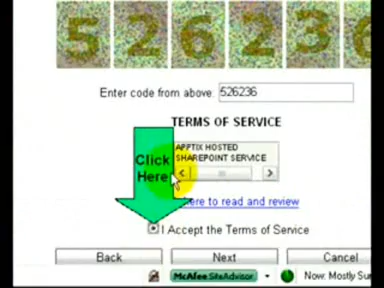 526236
Enter code from above: 526236
TERMS OF SERVICE
APPTIX HOSTED
SHAREPOINT SERVICE
Click
Here
here to read and review
I Accept the Terms of Service
Back Next Cancel
McAfee SiteAdvisor Now: Mostly Su